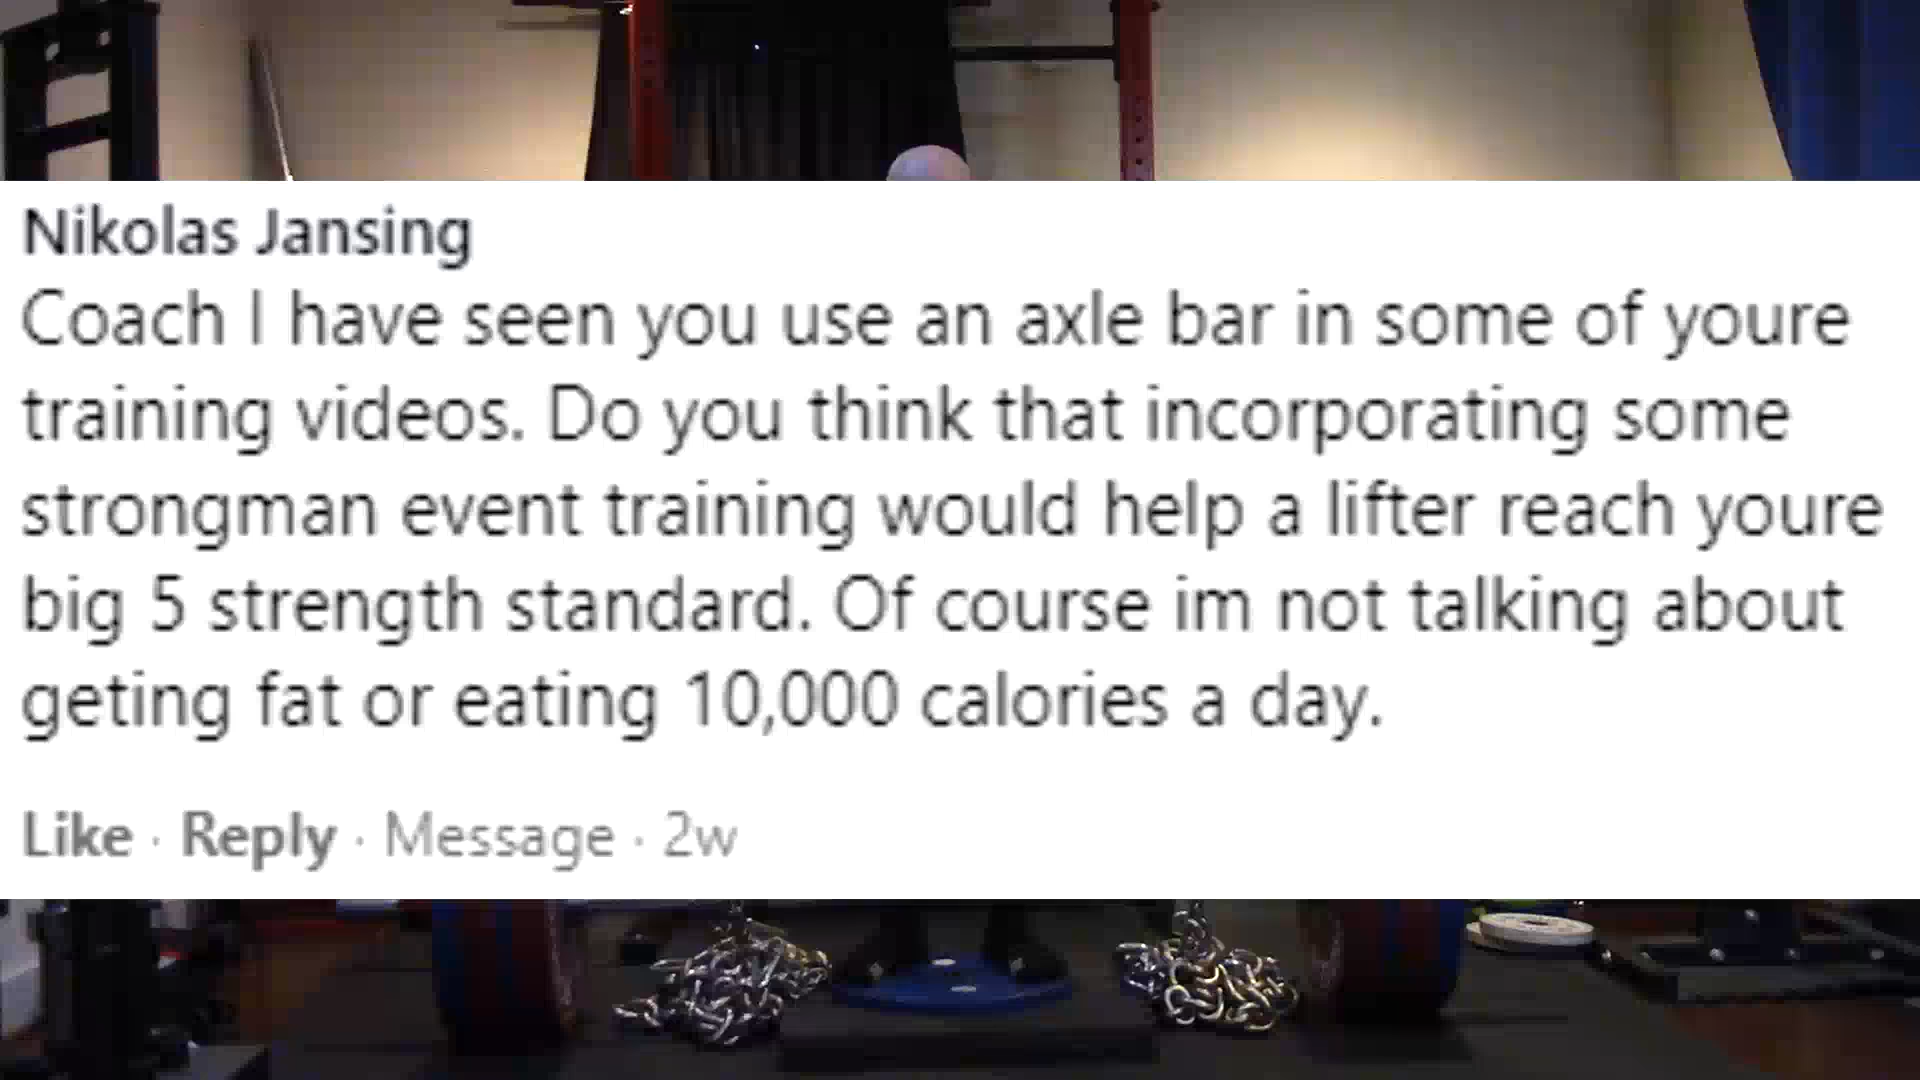 Nikolas Jansing
Coach I have seen you use an axle bar in some of youre
training videos. Do you think that incorporating some
strongman event training would help a lifter reach youre
big 5 strength standard. Of course im not talking about
geting fat or eating 10,000 calories a day.
Like · Reply · Message · 2w